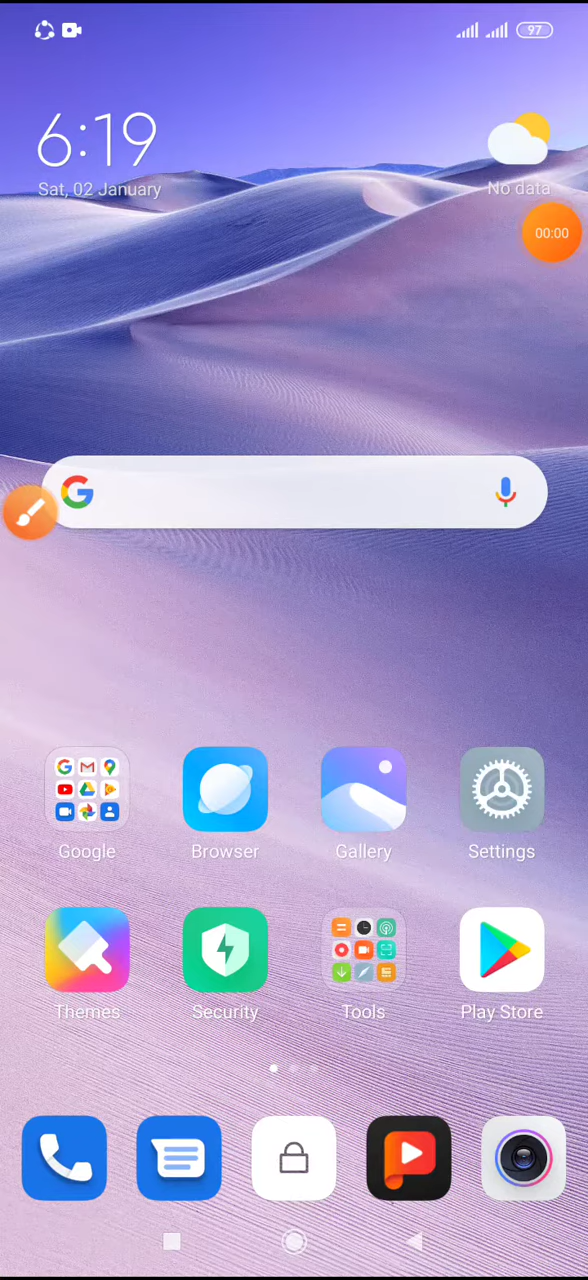 97
6:19
Sat, 02 January
No data
00:00
Google
Browser
Gallery
Settings
Themes
Security
Tools
Play Store